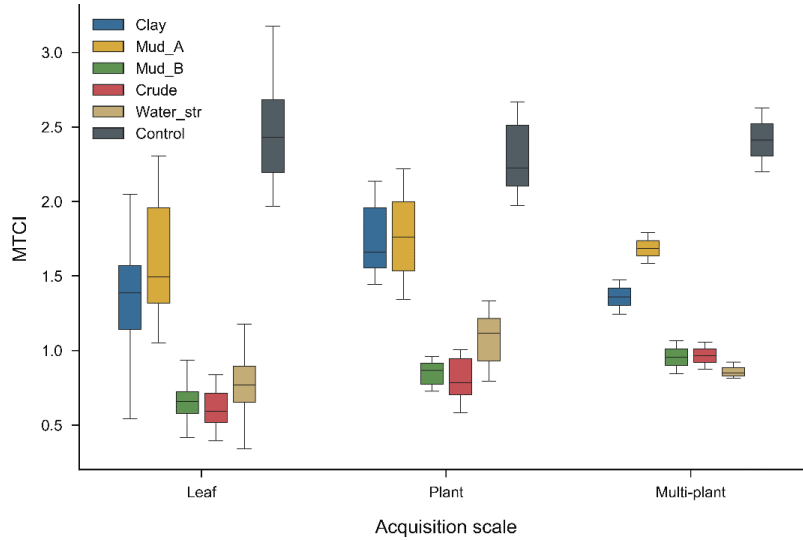 Clay
Mud_A
Mud_B
Crude
Water_str
Control
MTCI
3.0
2.5
2.0
1.5
1.0
0.5
Leaf
Plant
Multi-plant
Acquisition scale